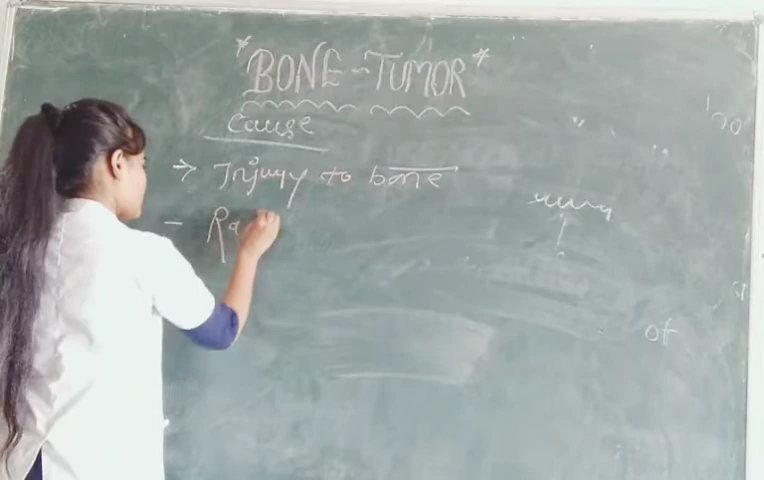 *BONE-TUMOR*
Cause
→ Injury to bone
- Ra
of